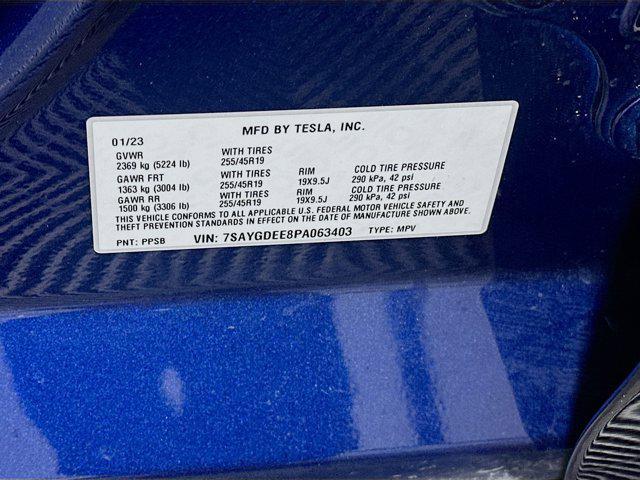 MFD BY TESLA, INC.
01/23
GVWR WITH TIRES
2369 kg (5224 lb) 255/45R19
GAWR FRT WITH TIRES RIM COLD TIRE PRESSURE
1363 kg (3004 lb) 255/45R19 19X9.5J 290 kPa, 42 psi
GAWR RR WITH TIRES RIM COLD TIRE PRESSURE
1500 kg (3306 lb) 255/45R19 19X9.5J 290 kPa, 42 psi
THIS VEHICLE CONFORMS TO ALL APPLICABLE U.S. FEDERAL MOTOR VEHICLE SAFETY AND
THEFT PREVENTION STANDARDS IN EFFECT ON THE DATE OF MANUFACTURE SHOWN ABOVE.
PNT: PPSB VIN: 7SAYGDEE8PA063403 TYPE: MPV